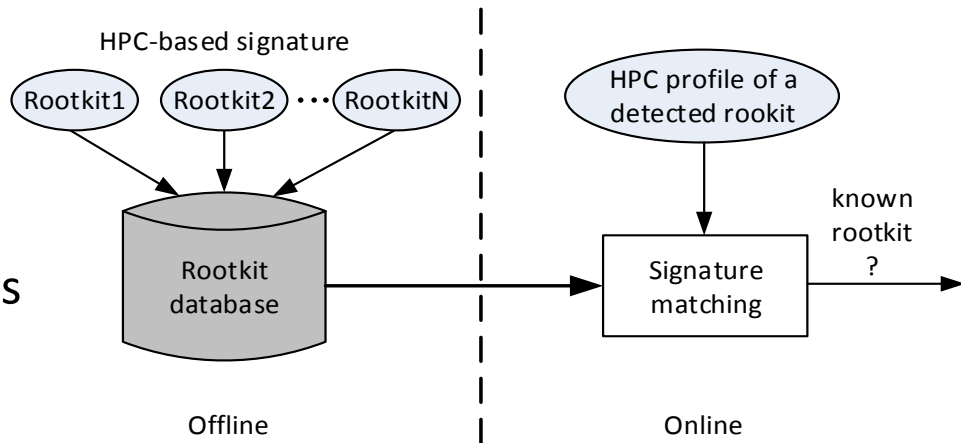 HPC-based signature
Rootkit1
Rootkit2
...
RootkitN
Rootkit
database
s
Offline
HPC profile of a
detected rookit
Signature
matching
known
rootkit
?
Online